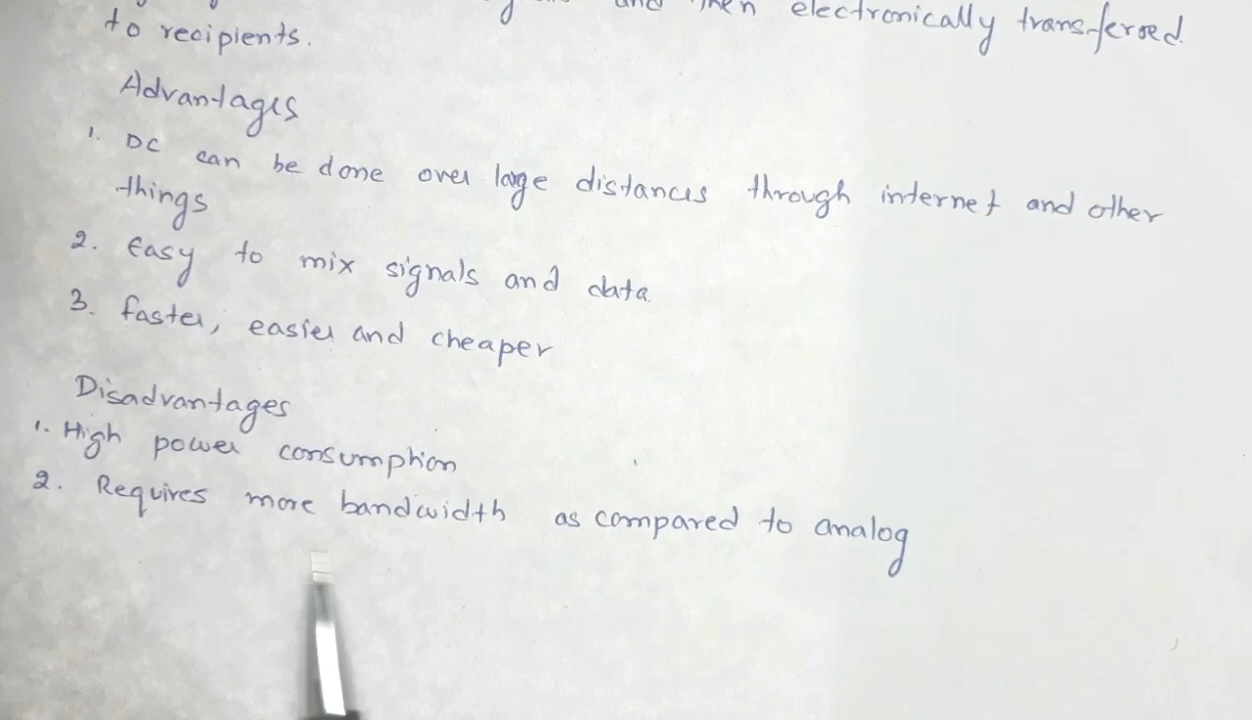 and then electronically transferred
to recipients.
Advantages
1. DC can be done over large distances through internet and other
things
2. Easy to mix signals and data.
3. faster, easier and cheaper
Disadvantages
1. High power consumption
2. Requires more bandwidth as compared to analog